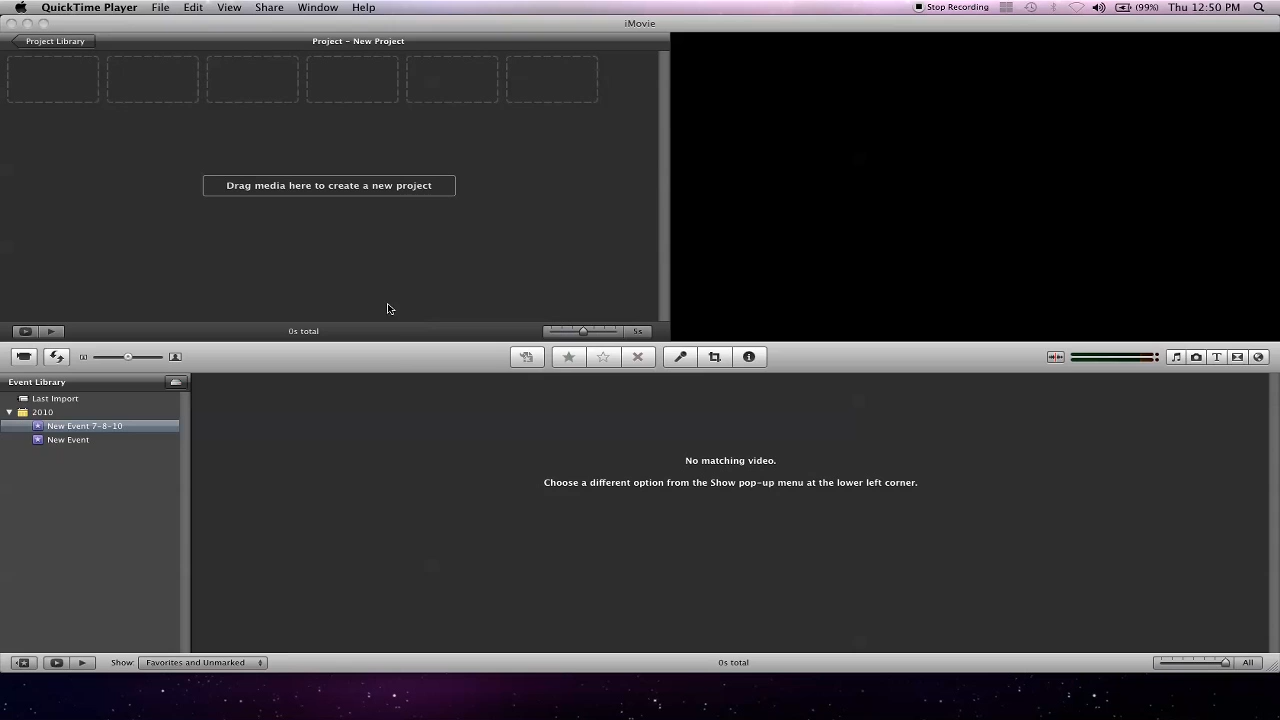 QuickTime Player File Edit View Share Window Help Stop Recording (99%) Thu 12:50 PM
iMovie
Project Library Project - New Project
Drag media here to create a new project
0s total 5s
Event Library
Last Import
2010
New Event 7-8-10
New Event
No matching video.
Choose a different option from the Show pop-up menu at the lower left corner.
Show: Favorites and Unmarked 0s total All